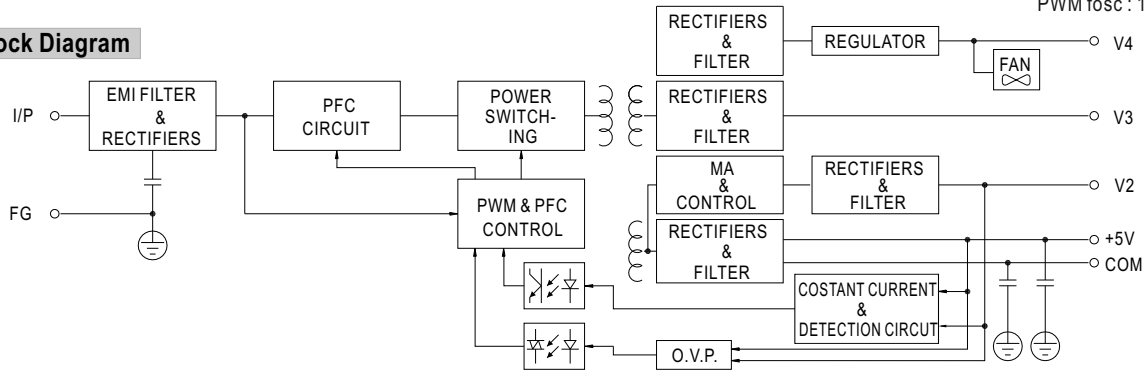 PWM fosc : 1
ock Diagram
RECTIFIERS
&
FILTER
REGULATOR
V4
FAN
I/P
EMI FILTER
&
RECTIFIERS
PFC
CIRCUIT
POWER
SWITCH-
ING
RECTIFIERS
&
FILTER
V3
MA
&
CONTROL
RECTIFIERS
&
FILTER
V2
FG
PWM & PFC
CONTROL
RECTIFIERS
&
FILTER
+5V
COM
COSTANT CURRENT
&
DETECTION CIRCUT
O.V.P.